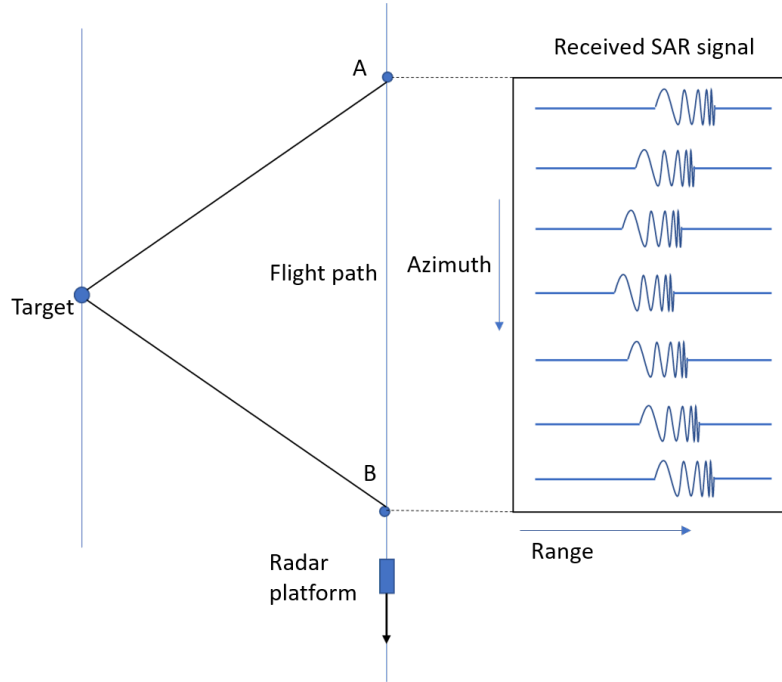 Received SAR signal
A
Flight path
Azimuth
Target
B
Range
Radar
platform